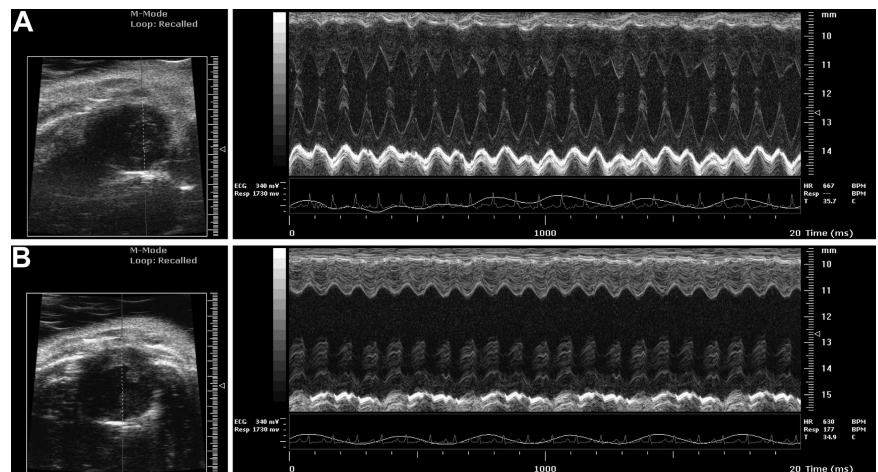 A
M-Mode
Loop: Recalled
mm
10
11
12
13
14
ECG 340 mV
Resp 1730 mv
HR 667 BPM
Resp --- BPM
T 35.7 C
0 1000 20 Time (ms)
B
M-Mode
Loop: Recalled
mm
10
11
12
13
14
15
ECG 340 mV
Resp 1730 mv
HR 630 BPM
Resp 177 BPM
T 34.9 C
0 1000 20 Time (ms)